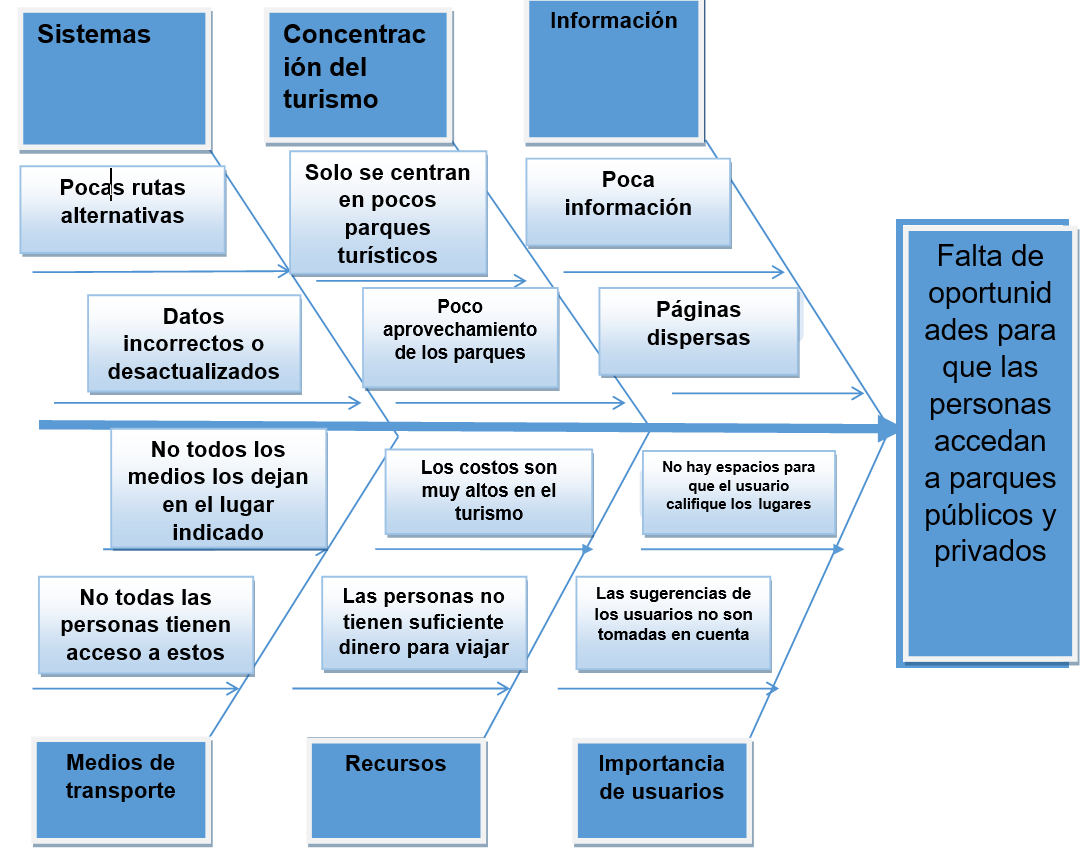 Sistemas
Concentrac
ión del
turismo
Información
Pocas rutas
alternativas
Solo se centran
en pocos
parques
turísticos
Poca
información
Datos
incorrectos o
desactualizados
Poco
aprovechamiento
de los parques
Páginas
dispersas
Falta de
oportunid
ades para
que las
personas
accedan
a parques
públicos y
privados
No todos los
medios los dejan
en el lugar
indicado
Los costos son
muy altos en el
turismo
No hay espacios para
que el usuario
califique los lugares
No todas las
personas tienen
acceso a estos
Las personas no
tienen suficiente
dinero para viajar
Las sugerencias de
los usuarios no son
tomadas en cuenta
Medios de
transporte
Recursos
Importancia
de usuarios